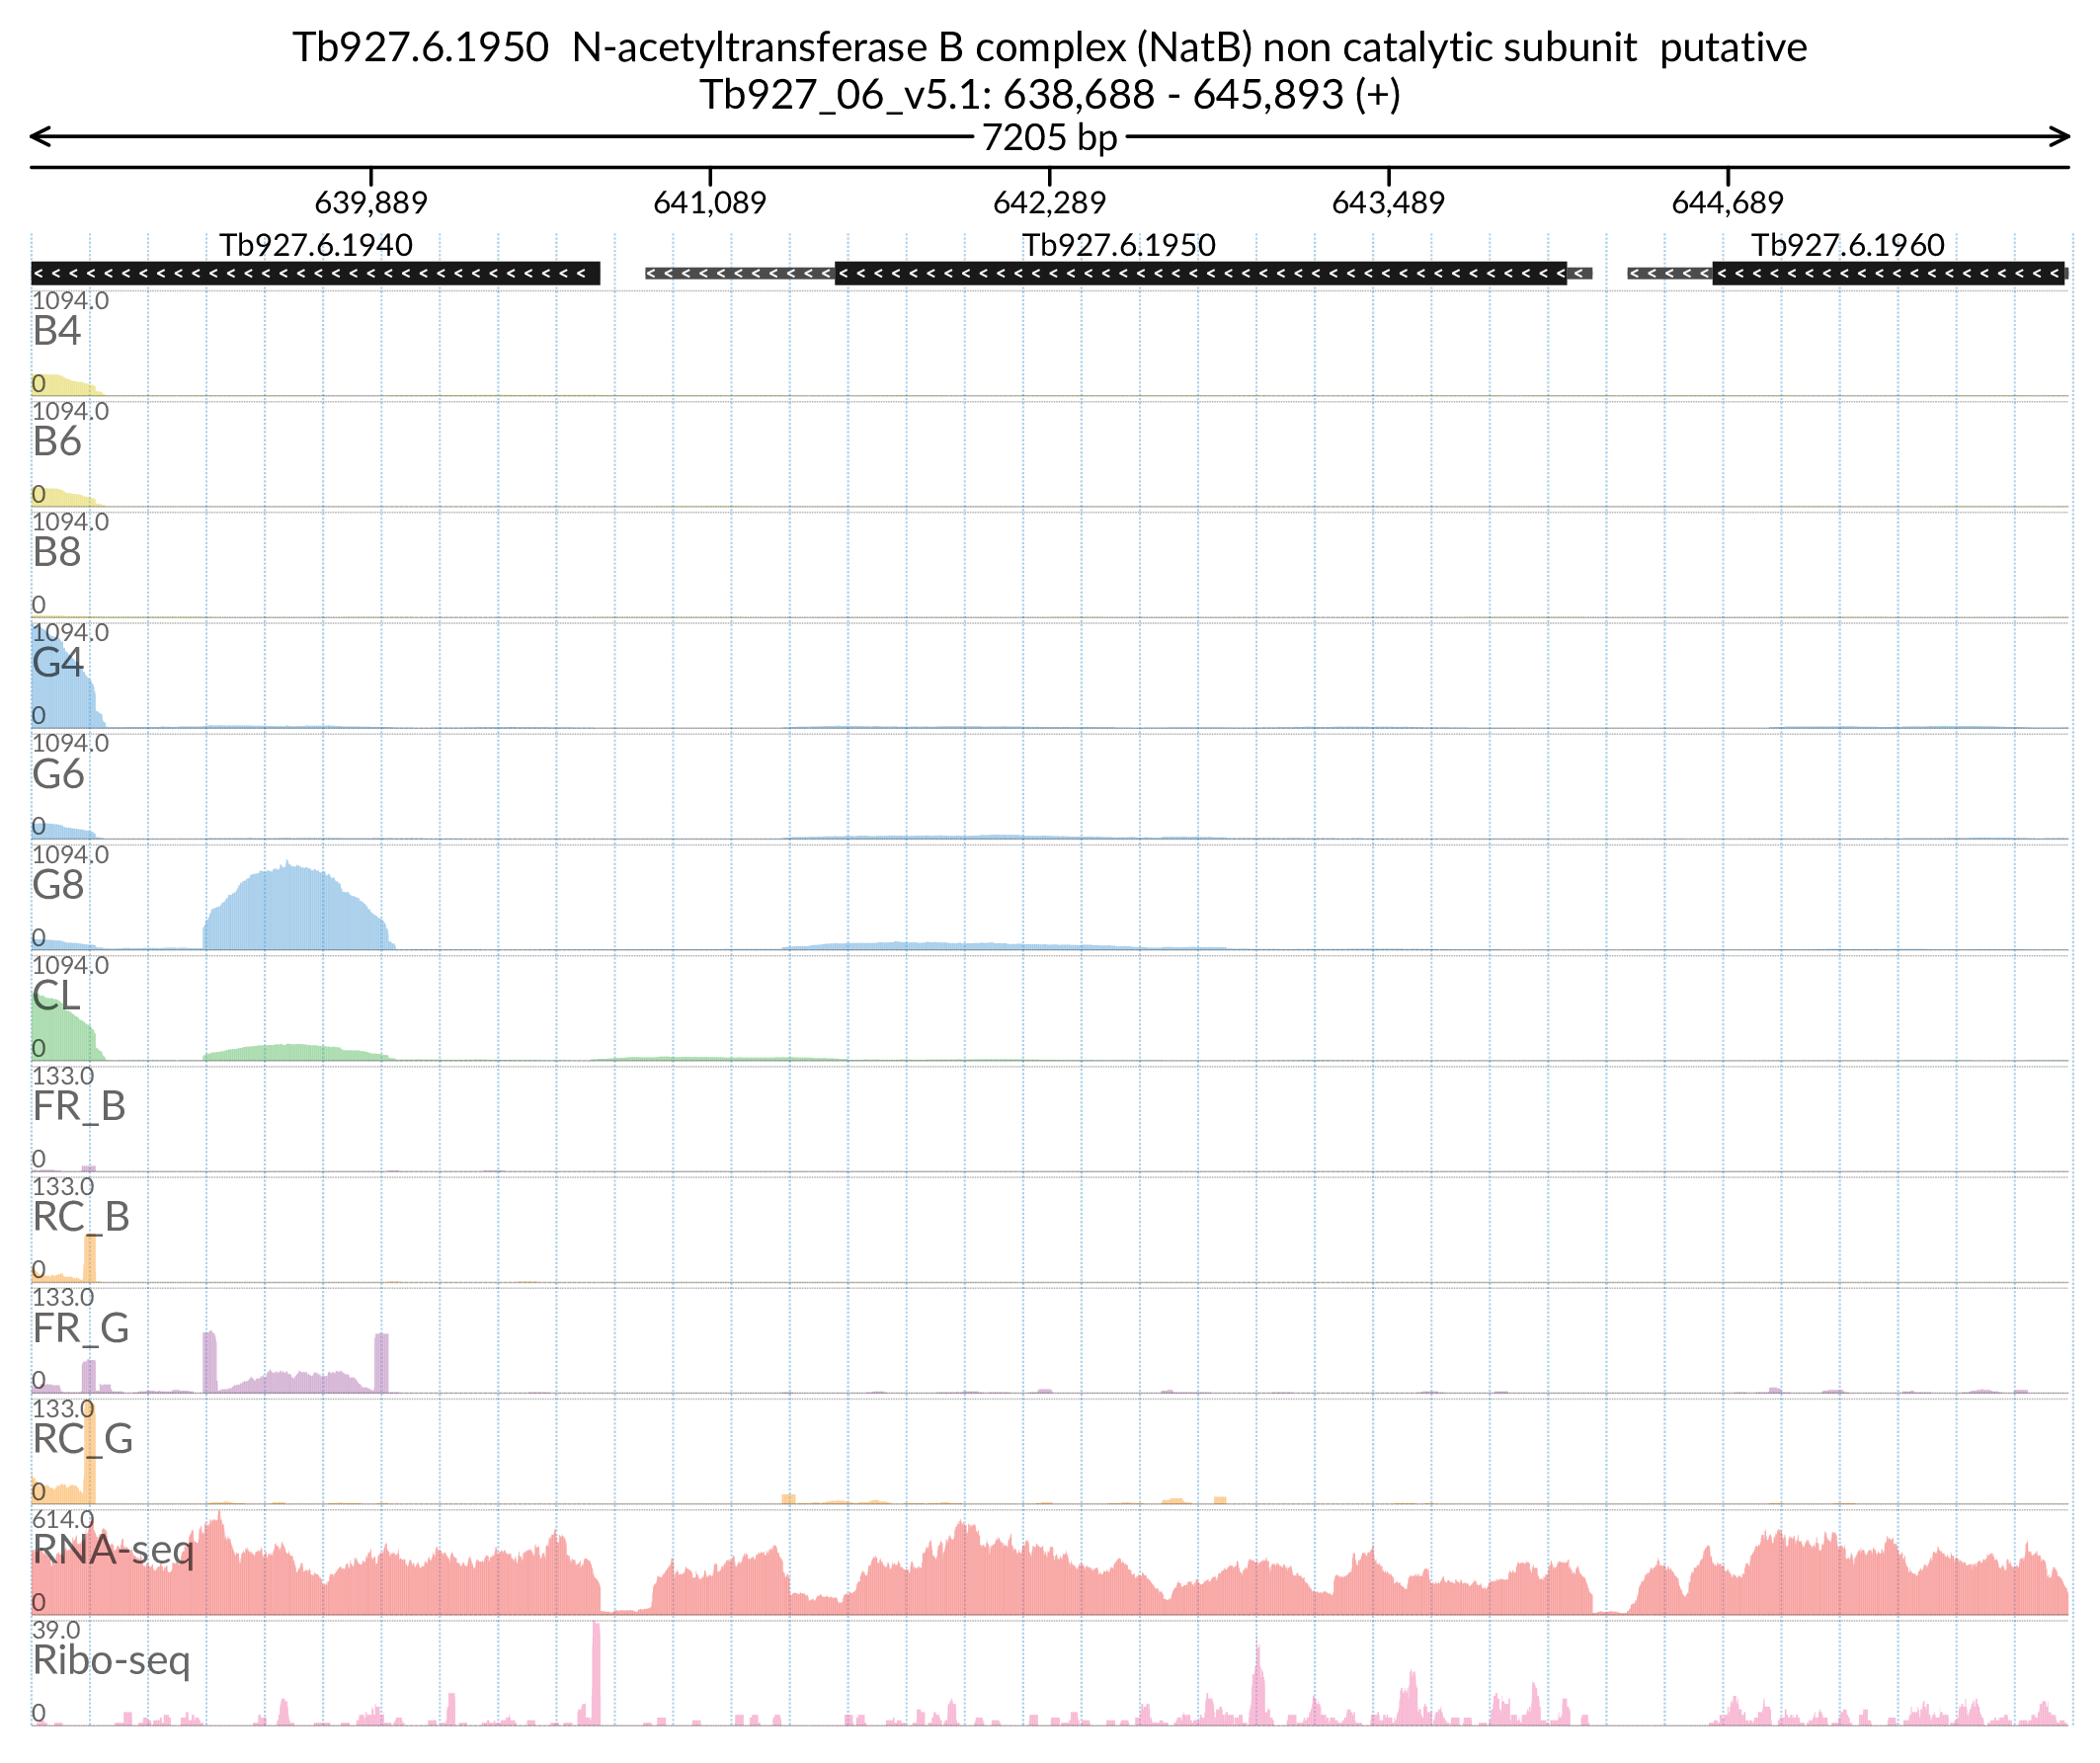 Tb927.6.1950  N-acetyltransferase B complex (NatB) non catalytic subunit  putative
Tb927_06_v5.1: 638,688 - 645,893 (+)
7205 bp
639,889 641,089 642,289 643,489 644,689
Tb927.6.1940 Tb927.6.1950 Tb927.6.1960
1094.0
B4
0
1094.0
B6
0
1094.0
B8
0
1094.0
G4
0
1094.0
G6
0
1094.0
G8
0
1094.0
CL
0
133.0
FR_B
0
133.0
RC_B
0
133.0
FR_G
0
133.0
RC_G
0
614.0
RNA-seq
0
39.0
Ribo-seq
0